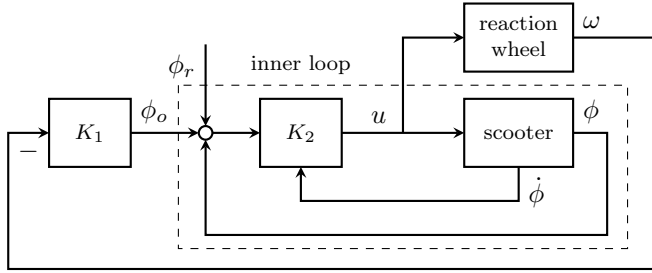 reaction
wheel
ω
ϕ_r
inner loop
K_1
ϕ_o
K_2
u
scooter
ϕ
−
ϕ̇